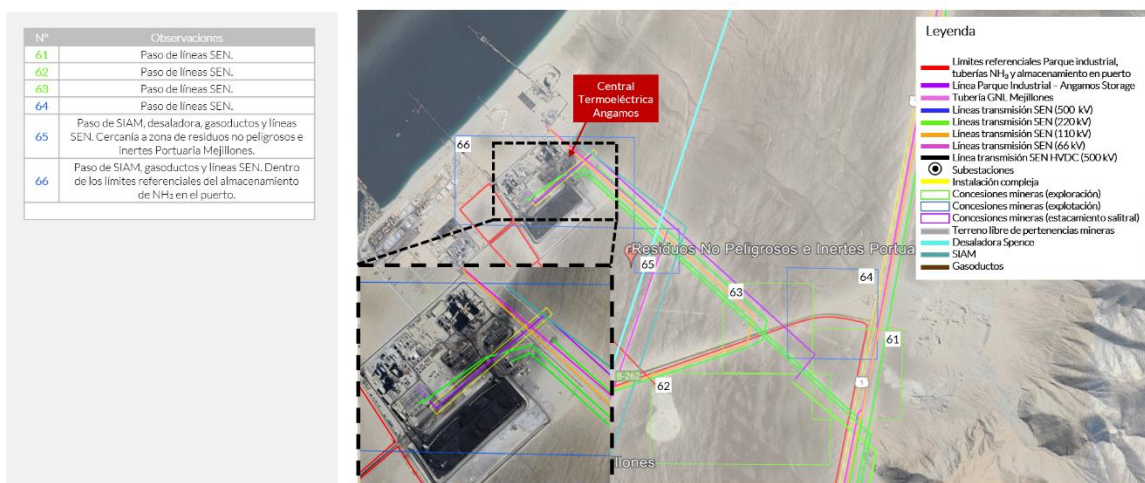 Nº Observaciones
61 Paso de líneas SEN.
62 Paso de líneas SEN.
63 Paso de líneas SEN.
64 Paso de líneas SEN.
65 Paso de SIAM, desaladora, gasoductos y líneas
SEN. Cercanía a zona de residuos no peligrosos e
Inertes Portuaria Mejillones.
66 Paso de SIAM, gasoductos y líneas SEN. Dentro
de los límites referenciales del almacenamiento
de NH₃ en el puerto.
Central
Termoeléctrica
Angamos
66
Residuos No Peligrosos e Inertes Portua
65
64
63
61
B-262
62
1
llones
Leyenda
Límites referenciales Parque industrial,
tuberías NH₃ y almacenamiento en puerto
Línea Parque Industrial – Angamos Storage
Tubería GNL Mejillones
Líneas transmisión SEN (500 kV)
Líneas transmisión SEN (220 kV)
Líneas transmisión SEN (110 kV)
Líneas transmisión SEN (66 kV)
Línea transmisión SEN HVDC (500 kV)
Subestaciones
Instalación compleja
Concesiones mineras (exploración)
Concesiones mineras (explotación)
Concesiones mineras (estacamento salitral)
Terreno libre de pertenencias mineras
Desaladora Spence
SIAM
Gasoductos